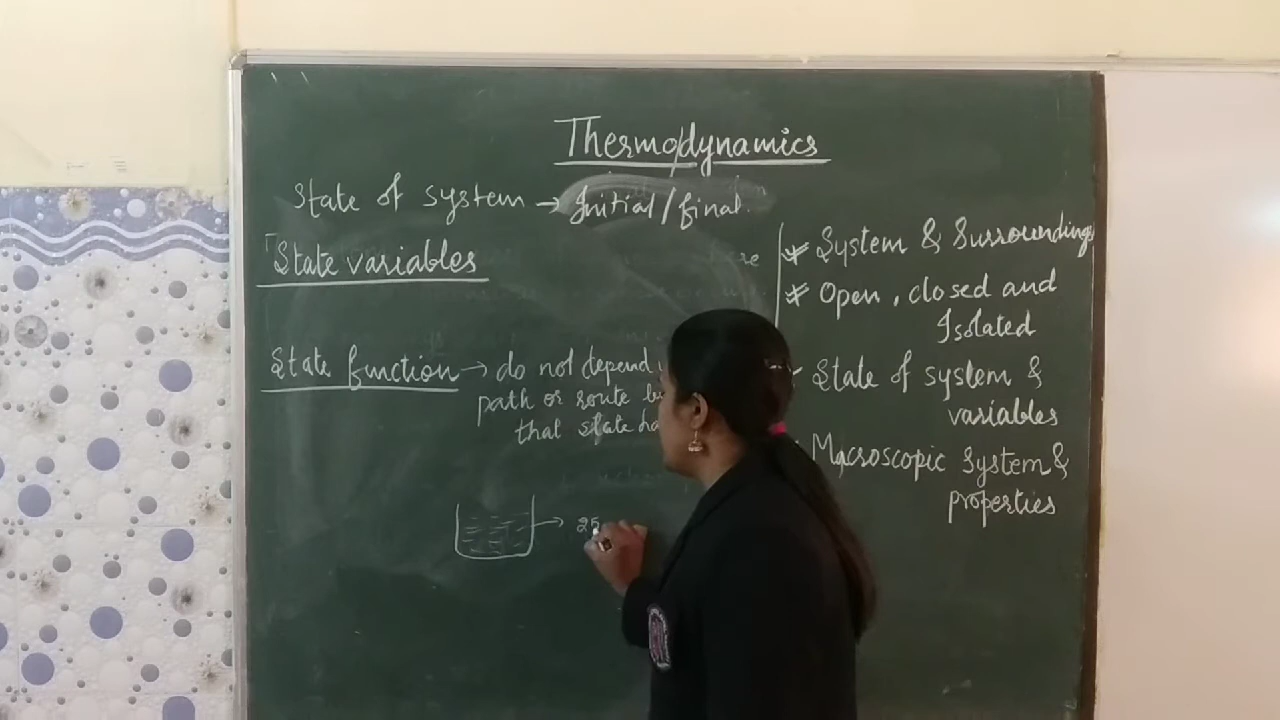 Thermodynamics
State of system → Initial/final.
State variables
State function → do not depend
path or route
that state
25
* System & Surroundings
* Open, closed and
Isolated
State of system &
variables
Macroscopic System &
properties